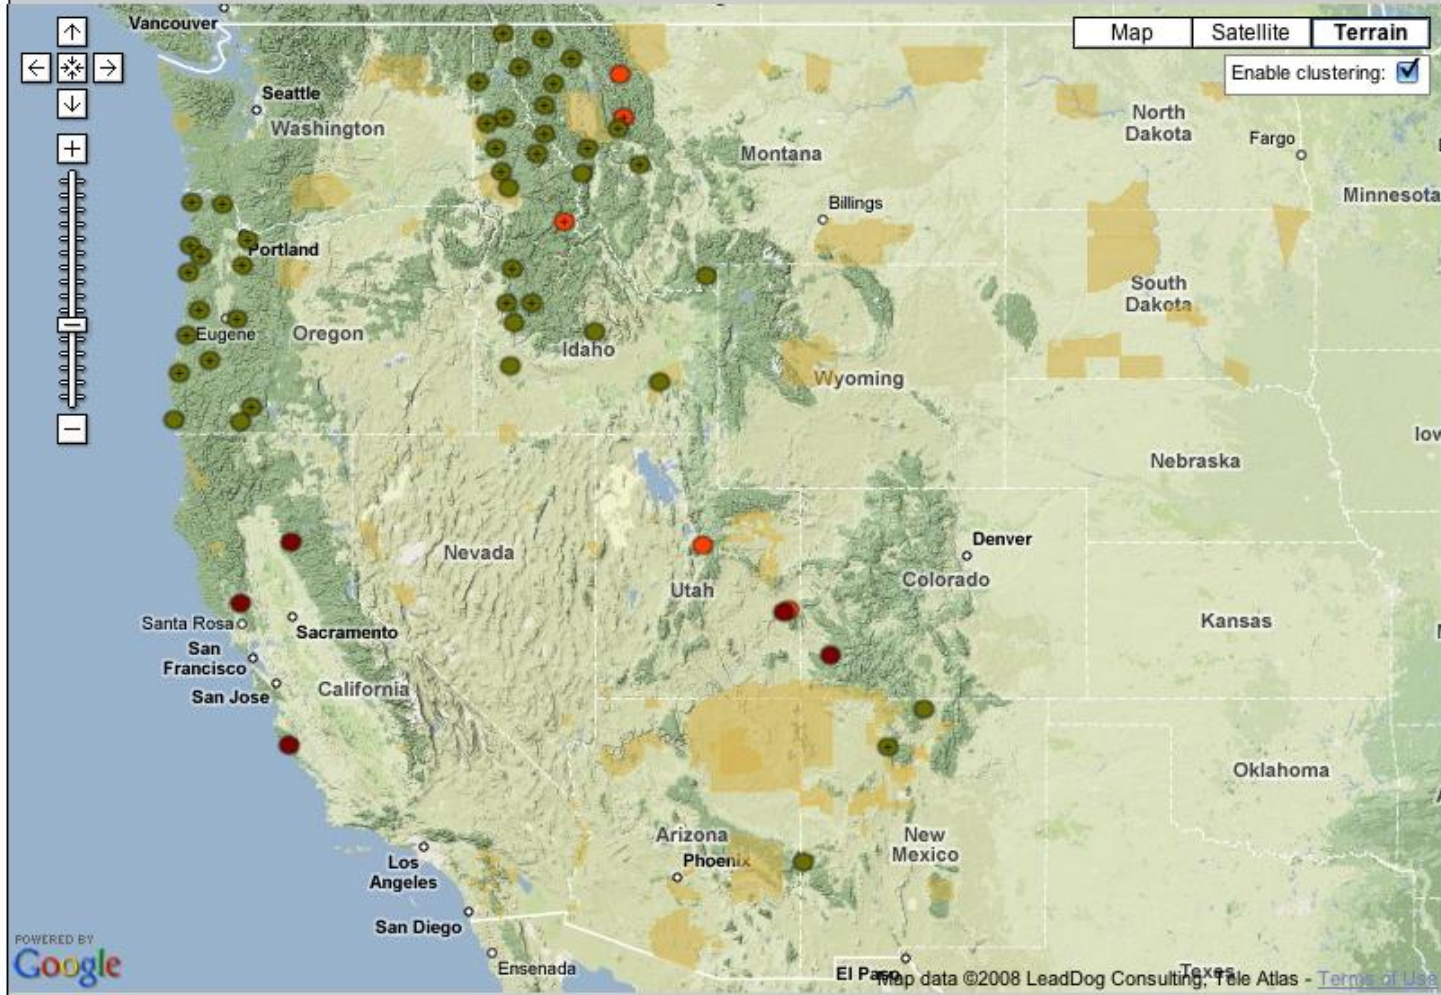 Vancouver
Map
Satellite
Terrain
Enable clustering:
Seattle
Washington
North
Dakota
Fargo
Montana
Minnesota
Billings
Portland
South
Dakota
Eugene
Oregon
Idaho
Wyoming
Nebraska
Nevada
Denver
Utah
Colorado
Santa Rosa
Sacramento
Kansas
San
Francisco
San Jose
California
Oklahoma
Arizona
New
Mexico
Phoenix
Los
Angeles
San Diego
POWERED BY
Google
Ensenada
El Paso
Texas
Map data ©2008 LeadDog Consulting, Tele Atlas - Terms of Use